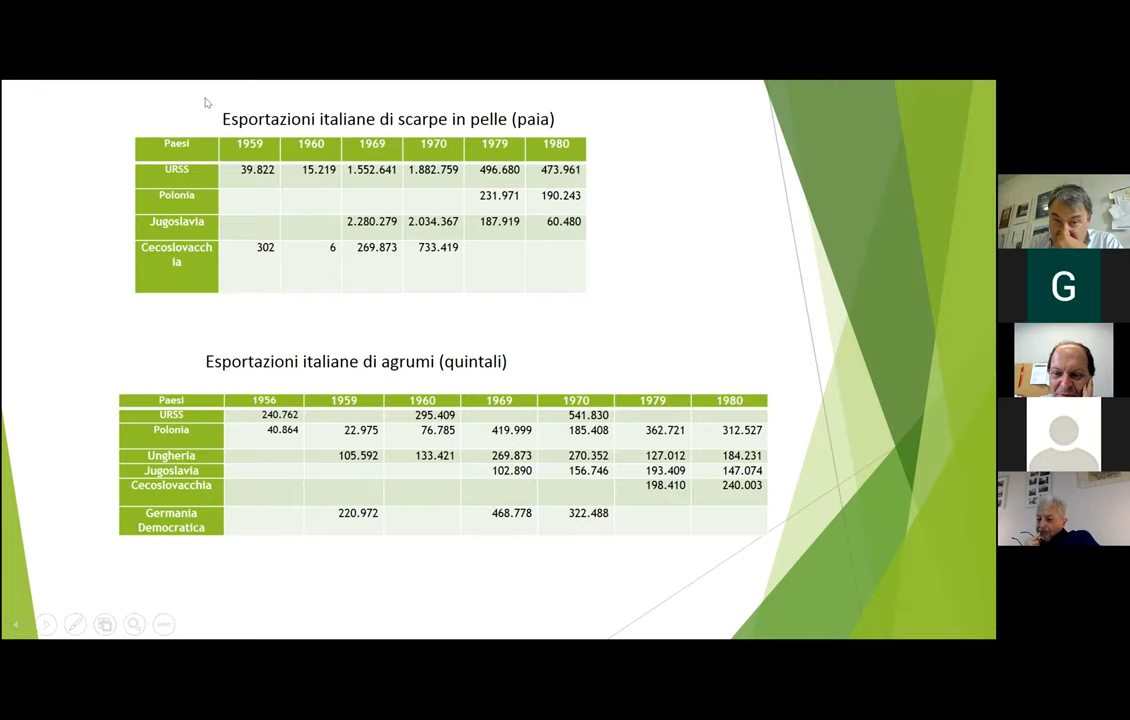 Esportazioni italiane di scarpe in pelle (paia)
Paesi 1959 1960 1969 1970 1979 1980
URSS 39.822 15.219 1.552.641 1.882.759 496.680 473.961
Polonia 231.971 190.243
Jugoslavia 2.280.279 2.034.367 187.919 60.480
Cecoslovacch 302 6 269.873 733.419
ia
Esportazioni italiane di agrumi (quintali)
Paesi 1956 1959 1960 1969 1970 1979 1980
URSS 240.762 295.409 541.830
Polonia 40.864 22.975 76.785 419.999 185.408 362.721 312.527
Ungheria 105.592 133.421 269.873 270.352 127.012 184.231
Jugoslavia 102.890 156.746 193.409 147.074
Cecoslovacchia 198.410 240.003
Germania 220.972 468.778 322.488
Democratica
G